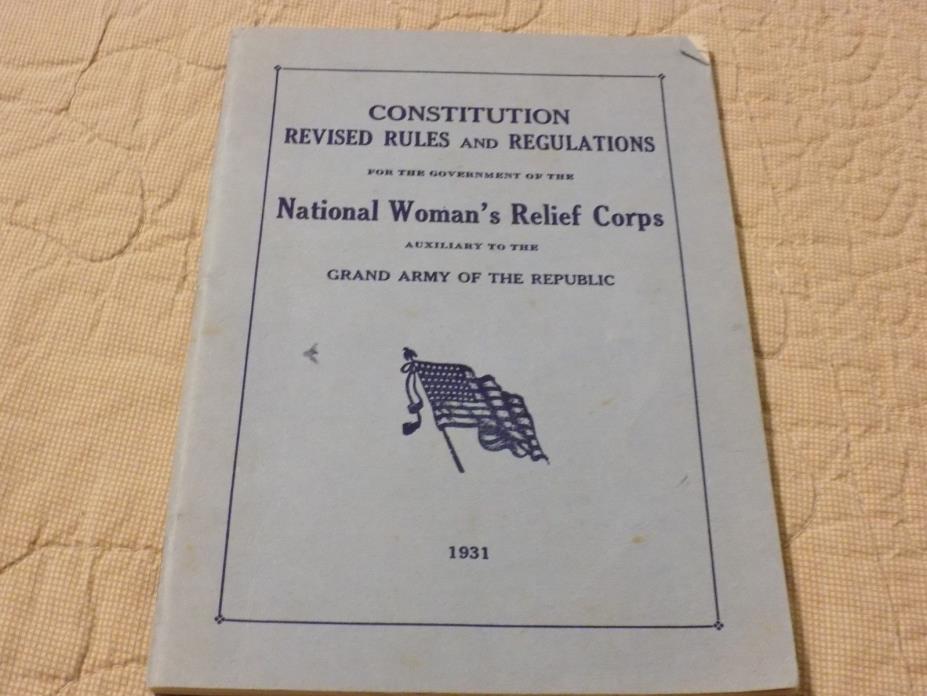 CONSTITUTION
REVISED RULES AND REGULATIONS
FOR THE GOVERNMENT OF THE
National Woman's Relief Corps
AUXILIARY TO THE
GRAND ARMY OF THE REPUBLIC
1931